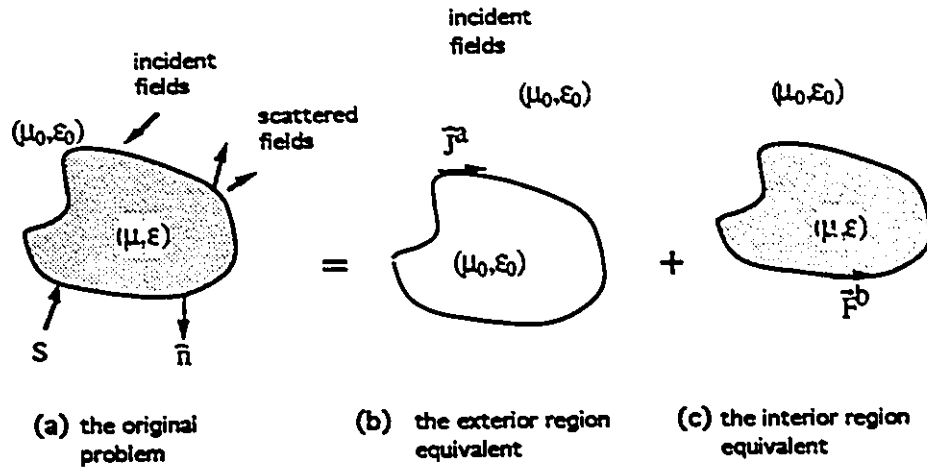 incident
fields
incident
fields
(μ₀,ε₀)
scattered
fields
(μ₀,ε₀)
(μ₀,ε₀)
J⃗ᵃ
(μ,ε)
(μ₀,ε₀)
(μ,ε)
=
+
F⃗ᵇ
S
n̂
(a) the original
problem
(b) the exterior region
equivalent
(c) the interior region
equivalent